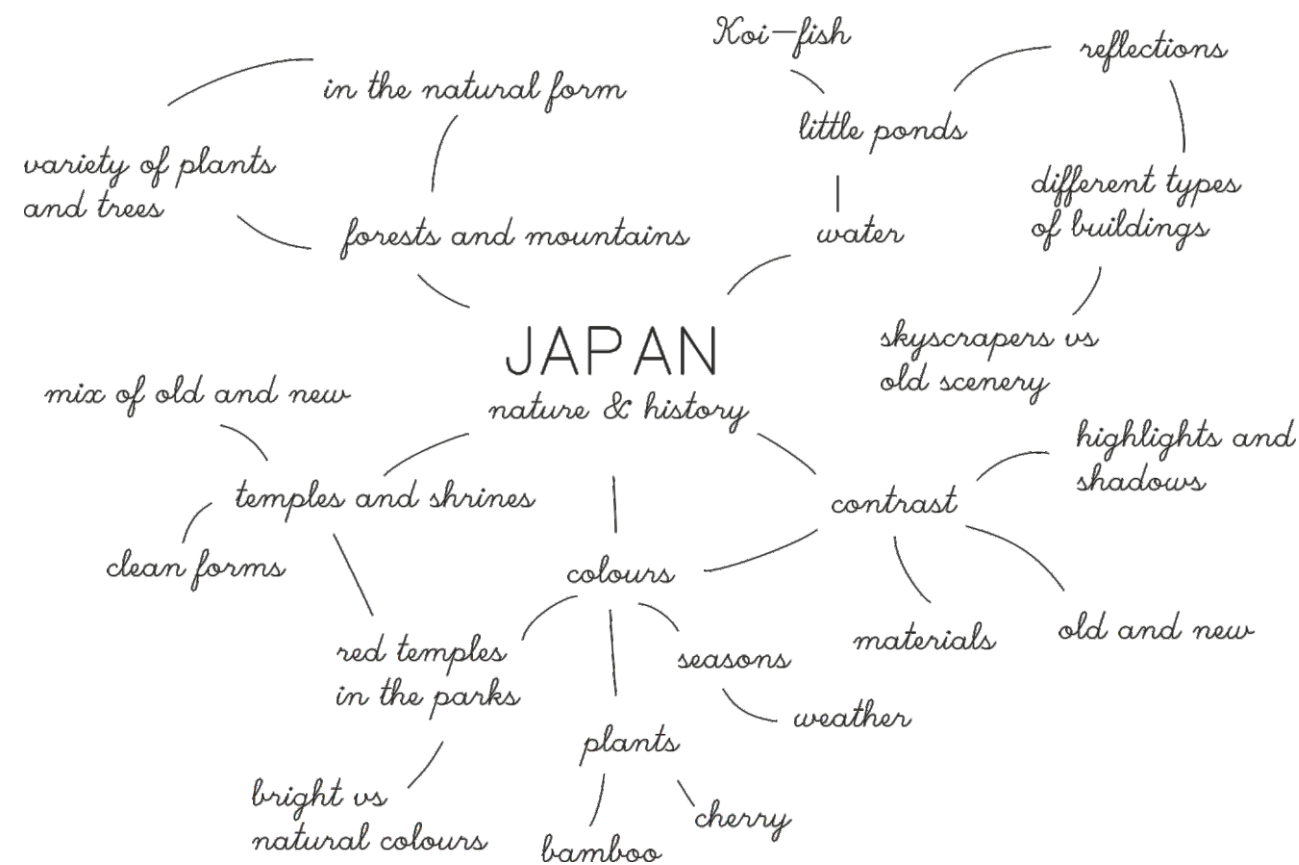 Koi-fish
reflections
in the natural form
little ponds
variety of plants
and trees
different types
of buildings
forests and mountains
water
JAPAN
nature & history
skyscrapers vs
old scenery
mix of old and new
highlights and
shadows
temples and shrines
contrast
clean forms
colours
red temples
in the parks
seasons
materials
old and new
weather
plants
bright vs
natural colours
cherry
bamboo